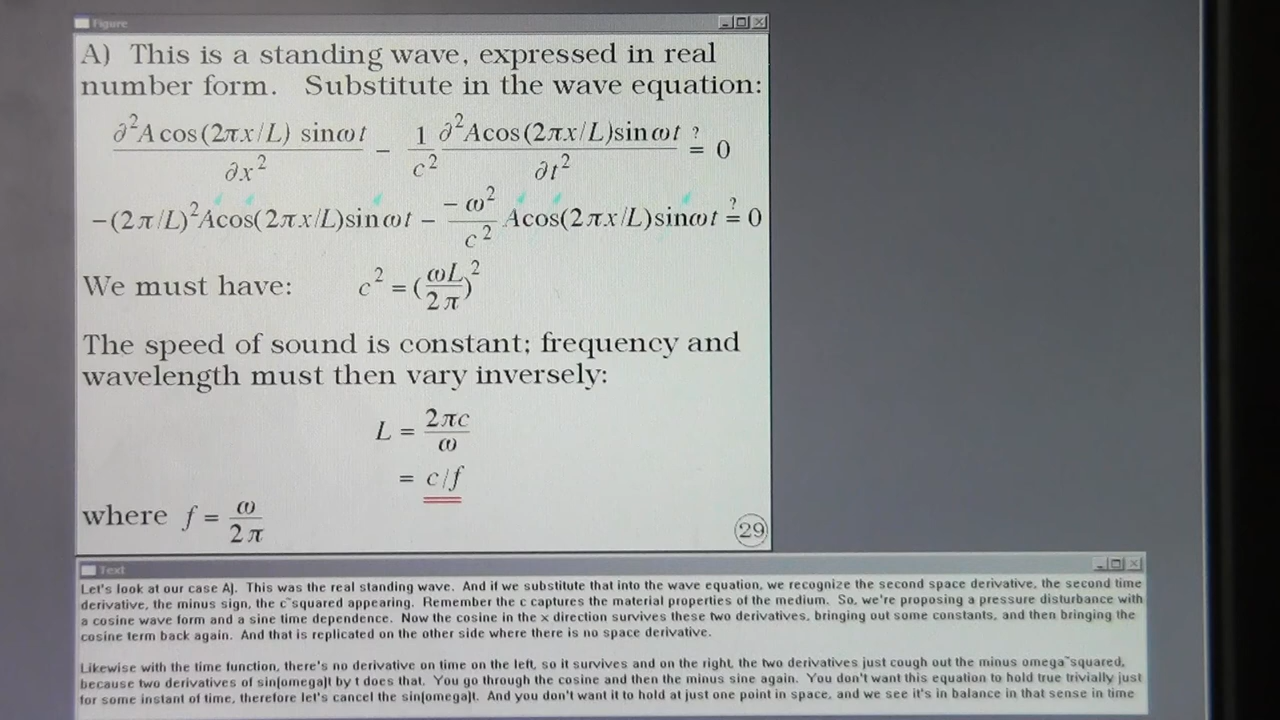 Figure
A) This is a standing wave, expressed in real
number form. Substitute in the wave equation:
∂²A cos(2πx/L) sinωt / ∂x² − 1/c² ∂²Acos(2πx/L)sinωt / ∂t² ≟ 0
−(2π/L)²Acos(2πx/L)sinωt − −ω²/c² Acos(2πx/L)sinωt ≟ 0
We must have: c² = (ωL/2π)²
The speed of sound is constant; frequency and
wavelength must then vary inversely:
L = 2πc/ω
= c/f
where f = ω/2π
29
Text
Let's look at our case A). This was the real standing wave. And if we substitute that into the wave equation, we recognize the second space derivative, the second time
derivative, the minus sign, the c^squared appearing. Remember the c captures the material properties of the medium. So, we're proposing a pressure disturbance with
a cosine wave form and a sine time dependence. Now the cosine in the x direction survives these two derivatives, bringing out some constants, and then bringing the
cosine term back again. And that is replicated on the other side where there is no space derivative.
Likewise with the time function, there's no derivative on time on the left, so it survives and on the right, the two derivatives just cough out the minus omega^squared,
because two derivatives of sin(omega)t by t does that. You go through the cosine and then the minus sine again. You don't want this equation to hold true trivially just
for some instant of time, therefore let's cancel the sin(omega)t. And you don't want it to hold at just one point in space, and we see it's in balance in that sense in time